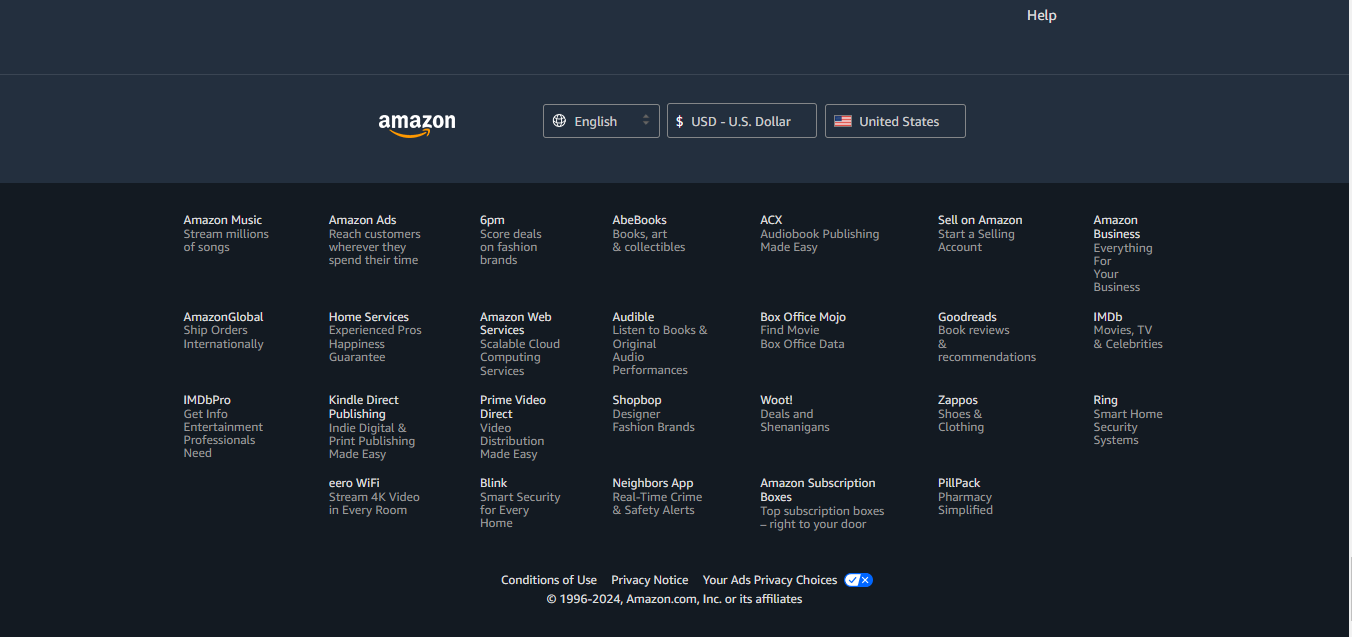 Help
amazon
English
$ USD - U.S. Dollar
United States
Amazon Music
Stream millions
of songs
Amazon Ads
Reach customers
wherever they
spend their time
6pm
Score deals
on fashion
brands
AbeBooks
Books, art
& collectibles
ACX
Audiobook Publishing
Made Easy
Sell on Amazon
Start a Selling
Account
Amazon
Business
Everything
For
Your
Business
AmazonGlobal
Ship Orders
Internationally
Home Services
Experienced Pros
Happiness
Guarantee
Amazon Web
Services
Scalable Cloud
Computing
Services
Audible
Listen to Books &
Original
Audio
Performances
Box Office Mojo
Find Movie
Box Office Data
Goodreads
Book reviews
&
recommendations
IMDb
Movies, TV
& Celebrities
IMDbPro
Get Info
Entertainment
Professionals
Need
Kindle Direct
Publishing
Indie Digital &
Print Publishing
Made Easy
Prime Video
Direct
Video
Distribution
Made Easy
Shopbop
Designer
Fashion Brands
Woot!
Deals and
Shenanigans
Zappos
Shoes &
Clothing
Ring
Smart Home
Security
Systems
eero WiFi
Stream 4K Video
in Every Room
Blink
Smart Security
for Every
Home
Neighbors App
Real-Time Crime
& Safety Alerts
Amazon Subscription
Boxes
Top subscription boxes
– right to your door
PillPack
Pharmacy
Simplified
Conditions of Use Privacy Notice Your Ads Privacy Choices
© 1996-2024, Amazon.com, Inc. or its affiliates